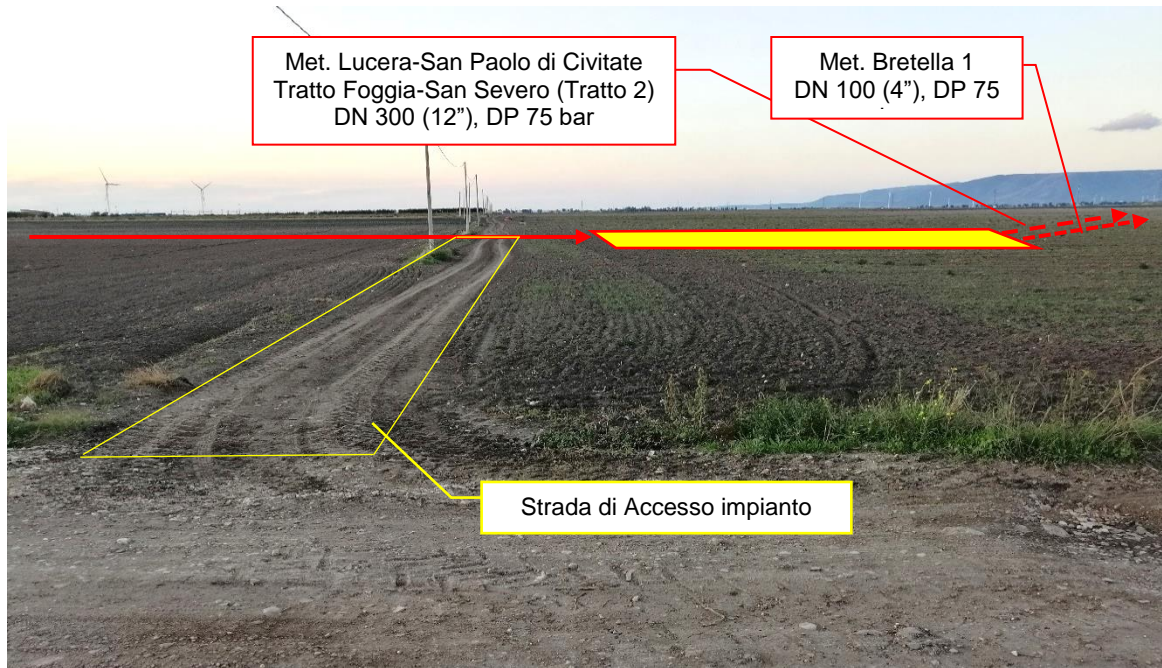 Met. Lucera-San Paolo di Civitate
Tratto Foggia-San Severo (Tratto 2)
DN 300 (12”), DP 75 bar
Met. Bretella 1
DN 100 (4”), DP 75
Strada di Accesso impianto